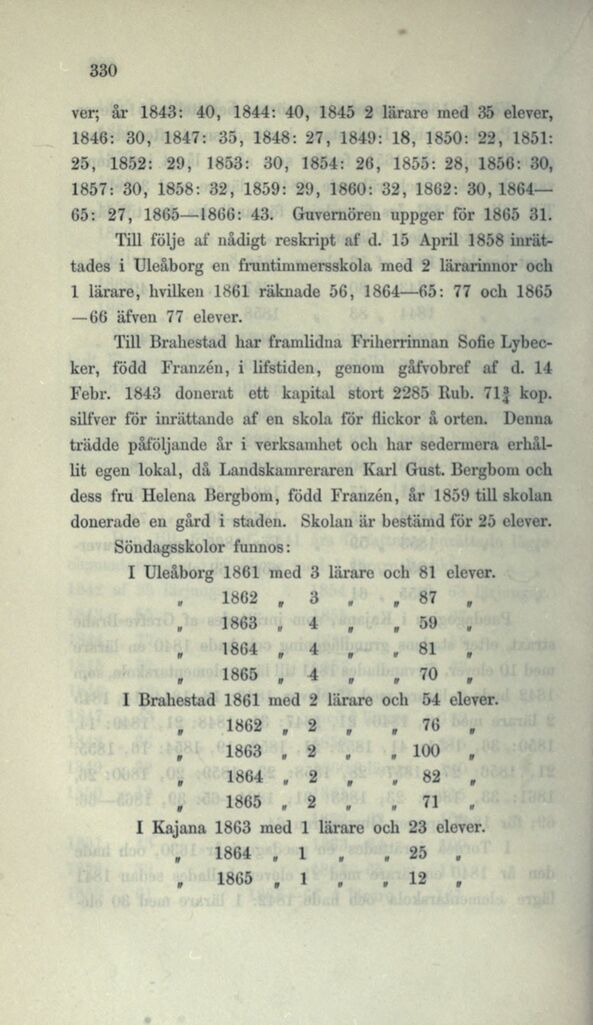 330
ver; år 1843: 40, 1844: 40, 1845 2 lärare med 35 elever,
1846: 30, 1847: 35, 1848: 27, 1849: 18, 1850: 22, 1851:
25, 1852: 29, 1853: 30, 1854: 26, 1855: 28, 1856: 30,
1857: 30, 1858: 32, 1859: 29, 1860: 32, 1862: 30, 1864—
65: 27, 1865—1866: 43. Guvernören uppger för 1865 31.
Till följe af nådigt reskript af d. 15 April 1858 inrät-
tades i Uleåborg en fruntimmersskola med 2 lärarinnor och
1 lärare, hvilken 1861 räknade 56, 1864—65: 77 och 1865
—66 äfven 77 elever.
Till Brahestad har framlidna Friherrinnan Sofie Lybec-
ker, född Franzén, i lifstiden, genom gåfvobref af d. 14
Febr. 1843 donerat ett kapital stort 2285 Rub. 71¾ kop.
silfver för inrättande af en skola för flickor å orten. Denna
trädde påföljande år i verksamhet och har sedermera erhål-
lit egen lokal, då Landskamreraren Karl Gust. Bergbom och
dess fru Helena Bergbom, född Franzén, år 1859 till skolan
donerade en gård i staden. Skolan är bestämd för 25 elever.
Söndagsskolor funnos:
I Uleåborg 1861 med 3 lärare och 81 elever.
„ 1862 „ 3 „ „ 87 „
„ 1863 „ 4 „ „ 59 „
„ 1864 „ 4 „ „ 81 „
„ 1865 „ 4 „ „ 70 „
I Brahestad 1861 med 2 lärare och 54 elever.
„ 1862 „ 2 „ „ 76 „
„ 1863 „ 2 „ „ 100 „
„ 1864 „ 2 „ „ 82 „
„ 1865 „ 2 „ „ 71 „
I Kajana 1863 med 1 lärare och 23 elever.
„ 1864 „ 1 „ „ 25 „
„ 1865 „ 1 „ „ 12 „